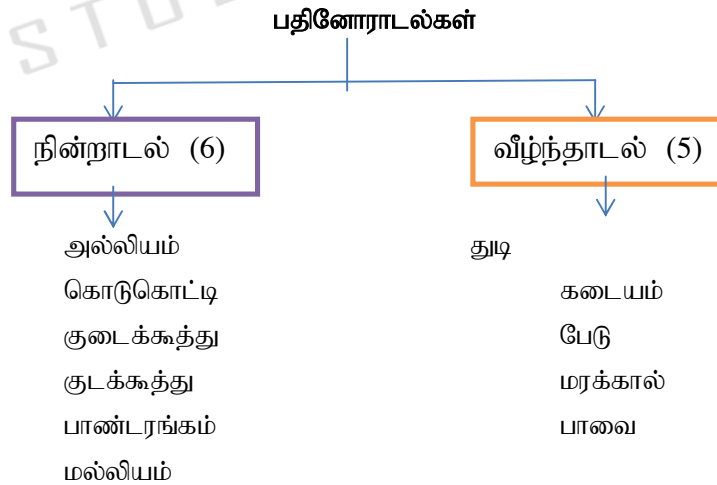 பதினோராடல்கள்
நின்றாடல் (6)
வீழ்ந்தாடல் (5)
அல்லியம்
கொடுகொட்டி
குடைக்கூத்து
குடக்கூத்து
பாண்டரங்கம்
மல்லியம்
துடி
கடையம்
பேடு
மரக்கால்
பாவை